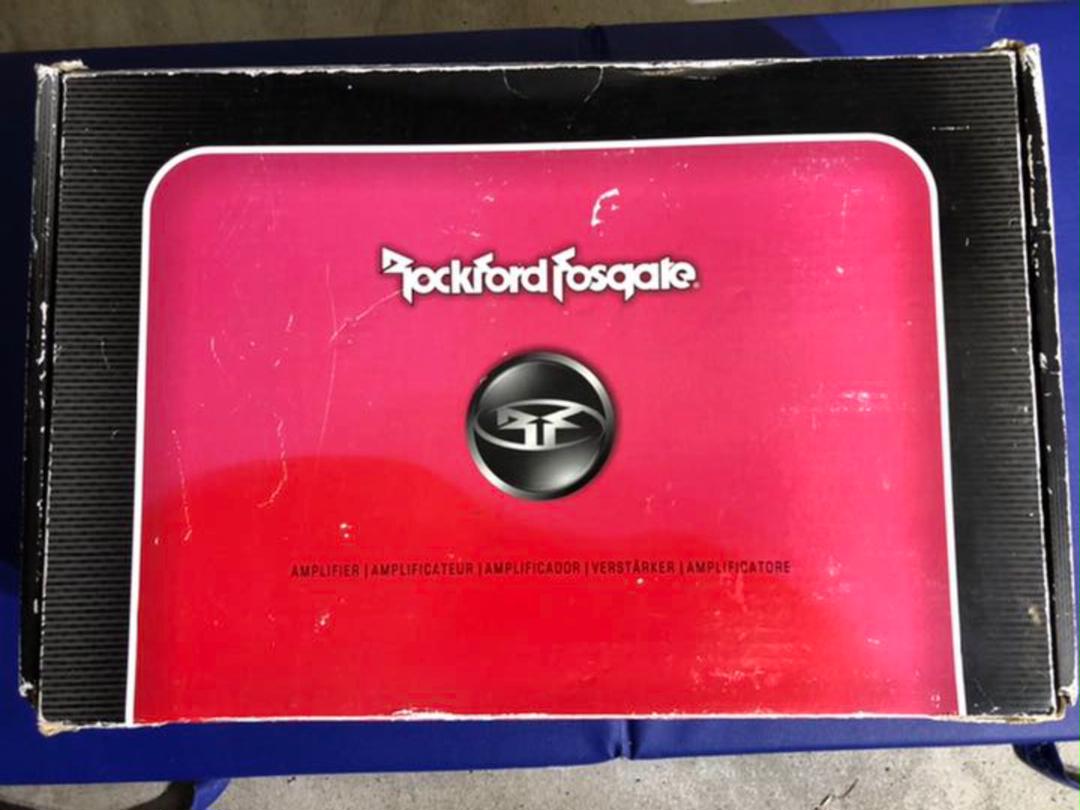 Rockford Fosgate®
AMPLIFIER | AMPLIFICATEUR | AMPLIFICADOR | VERSTÄRKER | AMPLIFICATORE